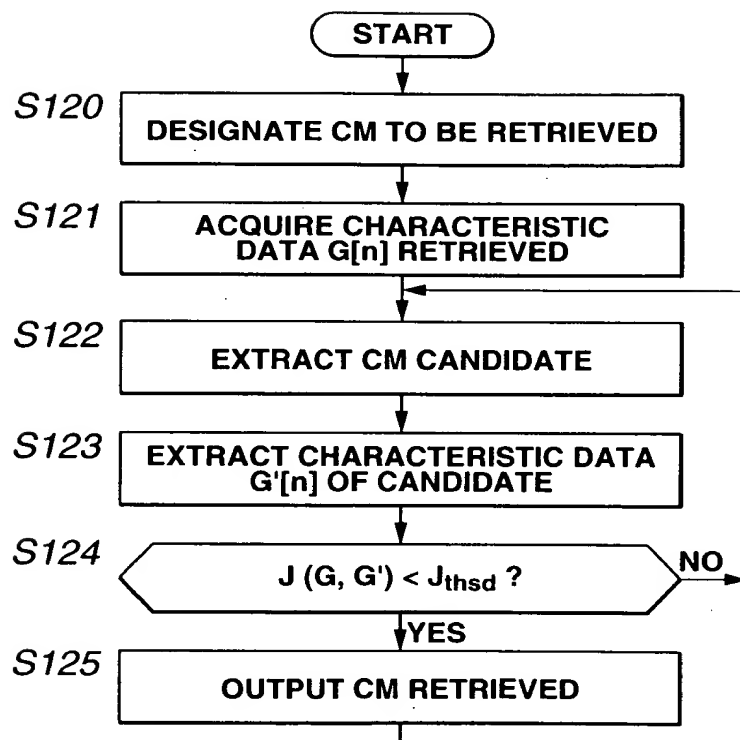 START
S120
DESIGNATE CM TO BE RETRIEVED
S121
ACQUIRE CHARACTERISTIC
DATA G[n] RETRIEVED
S122
EXTRACT CM CANDIDATE
S123
EXTRACT CHARACTERISTIC DATA
G'[n] OF CANDIDATE
S124
J (G, G') < Jthsd ?
NO
YES
S125
OUTPUT CM RETRIEVED